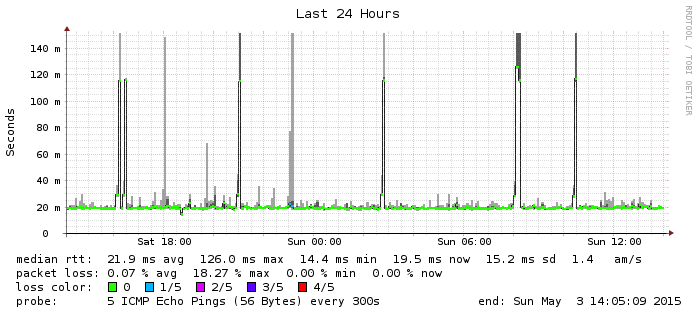 Last 24 Hours
RRDTOOL / TOBI OETIKER
Seconds
140 m
120 m
100 m
80 m
60 m
40 m
20 m
0
Sat 18:00 Sun 00:00 Sun 06:00 Sun 12:00
median rtt: 21.9 ms avg 126.0 ms max 14.4 ms min 19.5 ms now 15.2 ms sd 1.4 am/s
packet loss: 0.07 % avg 18.27 % max 0.00 % min 0.00 % now
loss color: 0 1/5 2/5 3/5 4/5
probe: 5 ICMP Echo Pings (56 Bytes) every 300s end: Sun May 3 14:05:09 2015